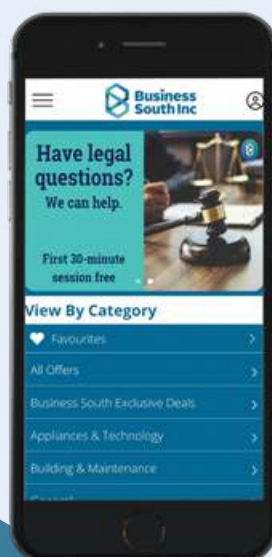 Business
South Inc
Have legal
questions?
We can help.
First 30-minute
session free
View By Category
Favourites
All Offers
Business South Exclusive Deals
Appliances & Technology
Building & Maintenance
General